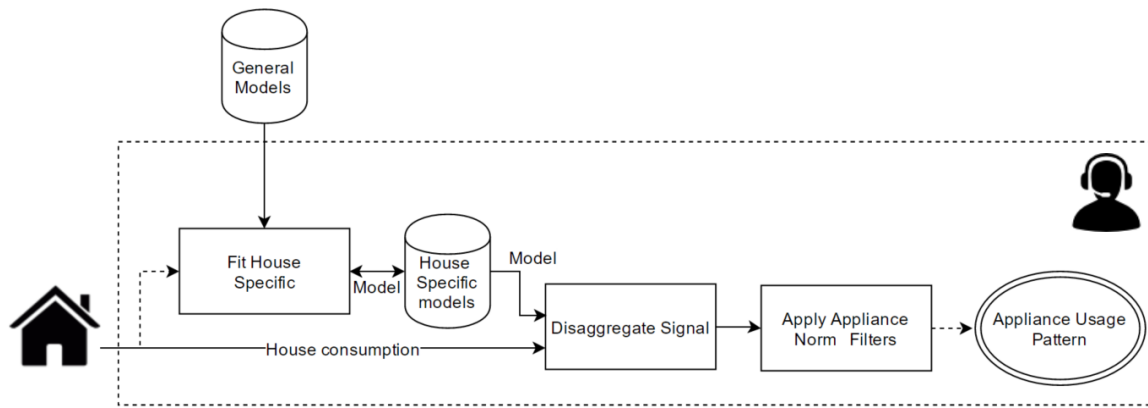 General
Models
Fit House
Specific
Model
House
Specific
models
Model
Disaggregate Signal
Apply Appliance
Norm Filters
Appliance Usage
Pattern
House consumption